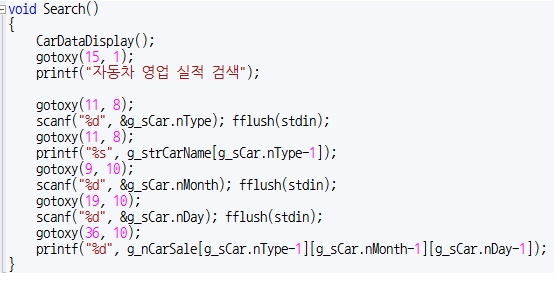 void Search()
{
    CarDataDisplay();
    gotoxy(15, 1);
    printf("자동차 영업 실적 검색");

    gotoxy(11, 8);
    scanf("%d", &g_sCar.nType); fflush(stdin);
    gotoxy(11, 8);
    printf("%s", g_strCarName[g_sCar.nType-1]);
    gotoxy(9, 10);
    scanf("%d", &g_sCar.nMonth); fflush(stdin);
    gotoxy(19, 10);
    scanf("%d", &g_sCar.nDay); fflush(stdin);
    gotoxy(36, 10);
    printf("%d", g_nCarSale[g_sCar.nType-1][g_sCar.nMonth-1][g_sCar.nDay-1]);
}